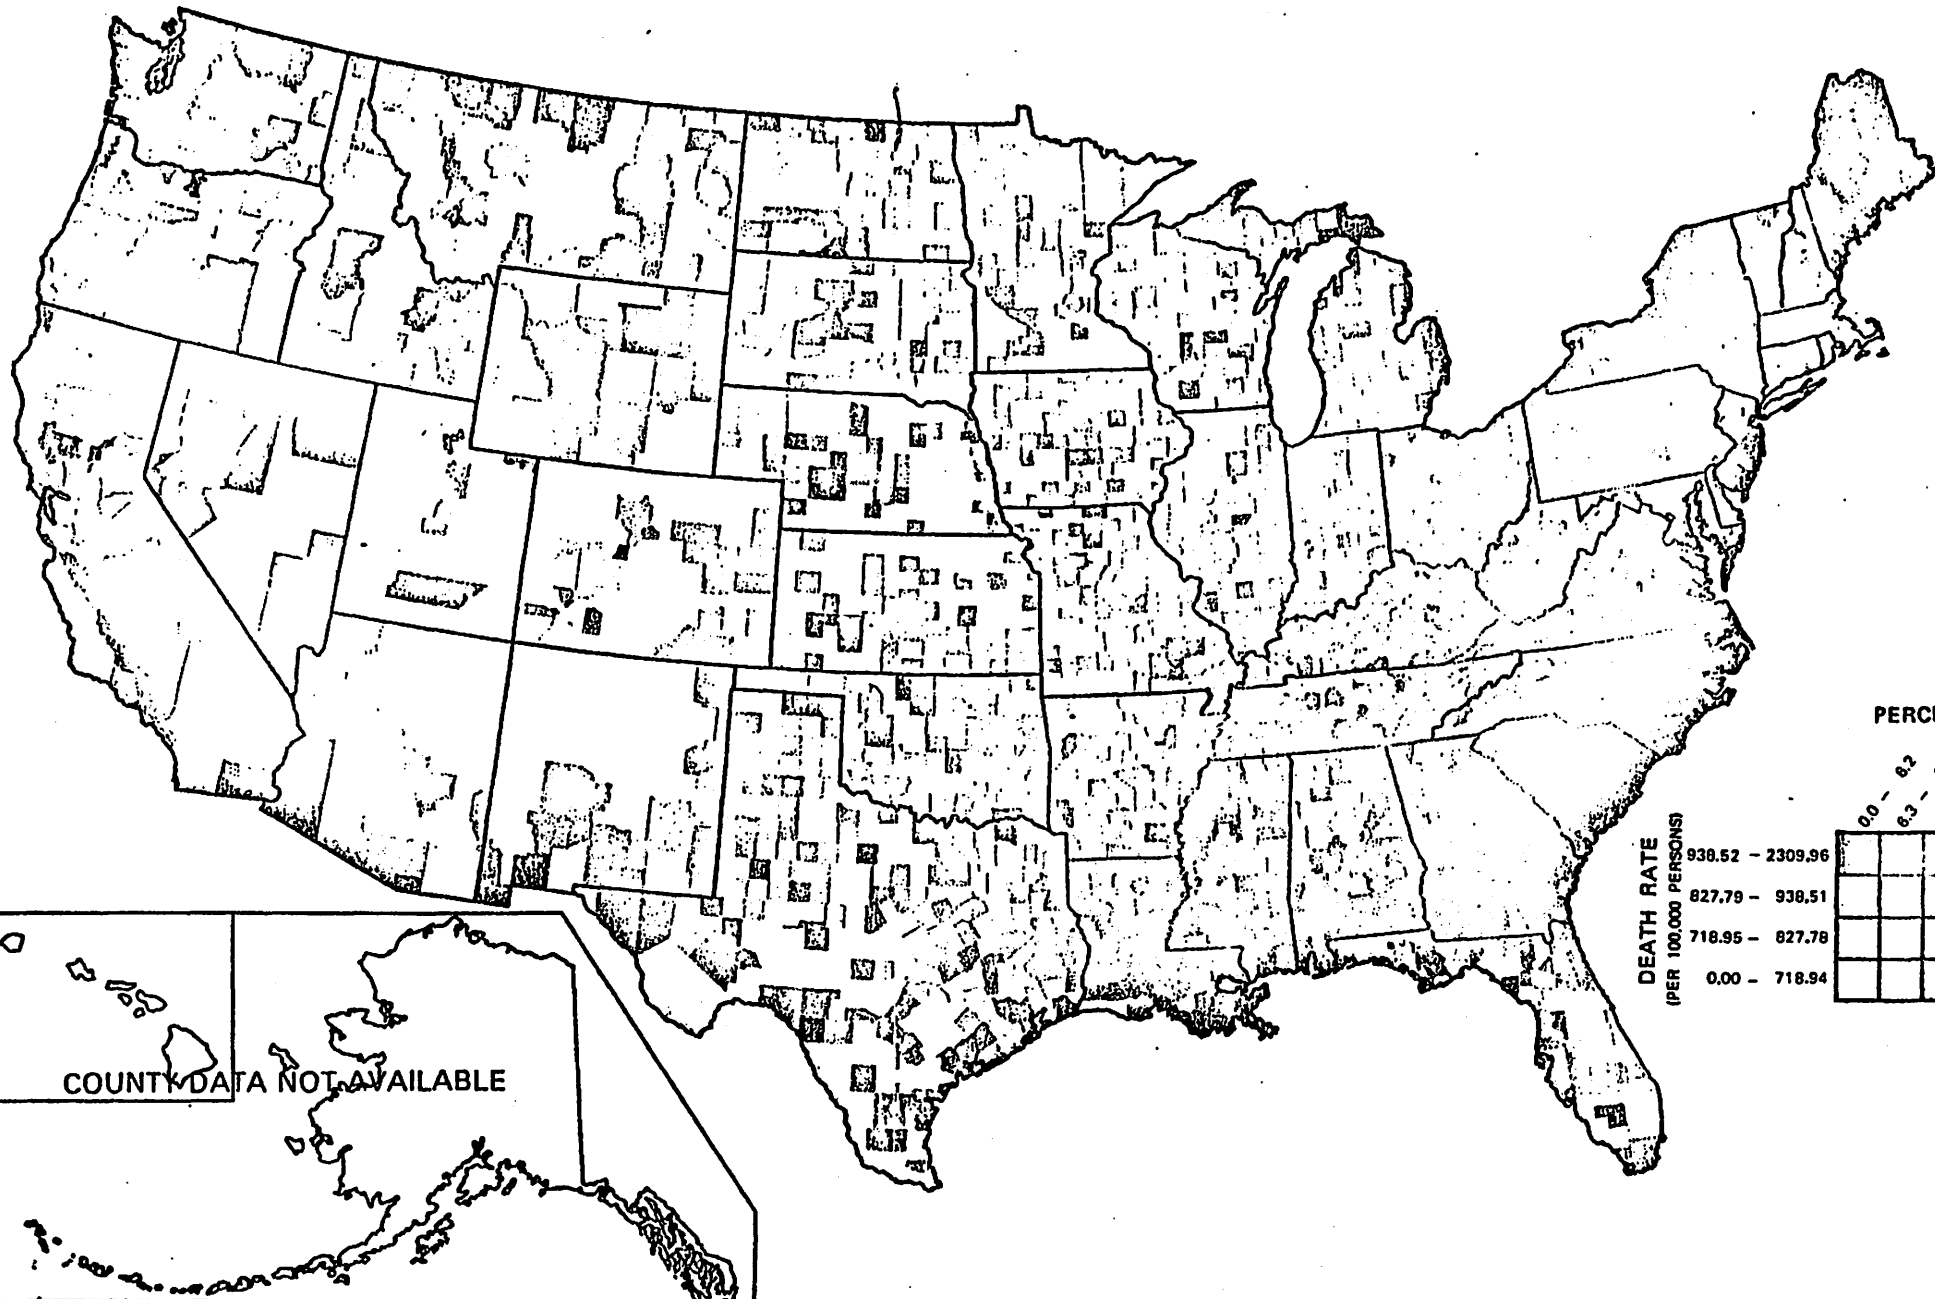 PERC
0.0 – 6.2
6.3 –
DEATH RATE
(PER 100,000 PERSONS)
938.52 – 2309.96
827.79 – 938.51
718.95 – 827.78
0.00 – 718.94
COUNTY DATA NOT AVAILABLE